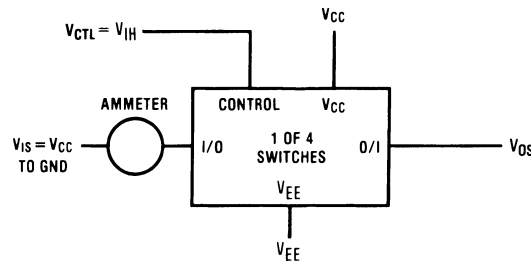 VCC
VCTL = VIH
AMMETER
CONTROL
VCC
VIS = VCC
TO GND
I/O
1 OF 4
SWITCHES
O/I
VOS
VEE
VEE